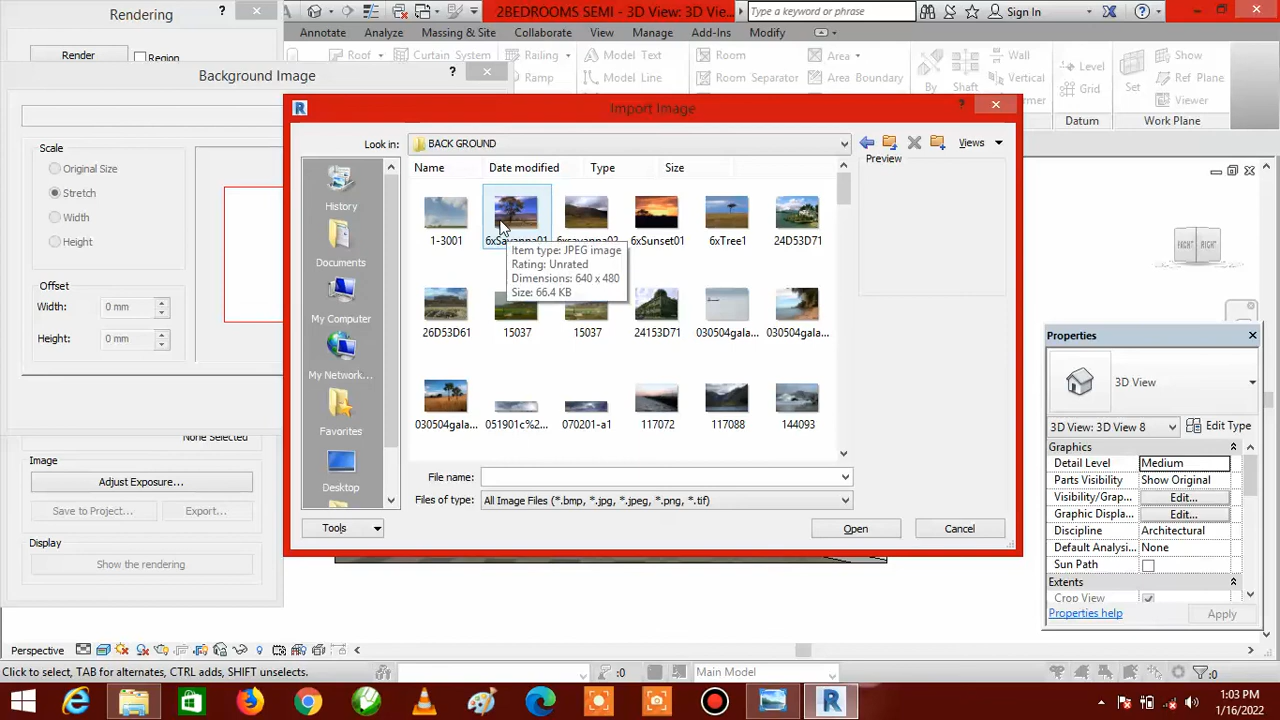 Rendering
?
2BEDROOMS SEMI - 3D View: 3D Vie...
Type a keyword or phrase
Sign In
Annotate
Analyze
Massing & Site
Collaborate
View
Manage
Add-Ins
Modify
Render
Region
Roof
Curtain System
Railing
Model Text
Room
Area
Wall
Show
Level
Background Image
?
Ramp
Model Line
Room Separator
Area Boundary
Vertical
Ref Plane
Grid
By
Shaft
Set
Viewer
Datum
Work Plane
Import Image
?
Look in:
BACK GROUND
Views
Scale
Original Size
Stretch
Width
Height
Offset
Width:
0 mm
Height:
0 mm
History
Documents
My Computer
My Network...
Favorites
Desktop
Name
Date modified
Type
Size
Preview
1-3001
6xSavanna01
6xsavanna02
6xSunset01
6xTree1
24D53D71
Item type: JPEG image
Rating: Unrated
Dimensions: 640 x 480
Size: 66.4 KB
26D53D61
15037
15037
24153D71
030504gala...
030504gala...
030504gala...
051901c%2...
070201-a1
117072
117088
144093
File name:
Files of type:
All Image Files (*.bmp, *.jpg, *.jpeg, *.png, *.tif)
Tools
Open
Cancel
FRONT
RIGHT
None Selected
Image
Adjust Exposure...
Save to Project...
Export...
Display
Show the rendering
Properties
3D View
3D View: 3D View 8
Edit Type
Graphics
Detail Level
Medium
Parts Visibility
Show Original
Visibility/Grap...
Edit...
Graphic Displa...
Edit...
Discipline
Architectural
Default Analysi...
None
Sun Path
Extents
Crop View
Properties help
Apply
Perspective
Click to select, TAB for alternates, CTRL adds, SHIFT unselects.
:0
Main Model
:0
1:03 PM
1/16/2022